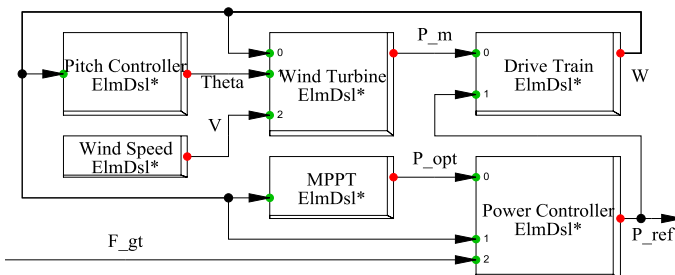 P_m
Pitch Controller
ElmDsl*
Theta
0
1
2
Wind Turbine
ElmDsl*
0
1
Drive Train
ElmDsl*
W
V
Wind Speed
ElmDsl*
MPPT
ElmDsl*
P_opt
0
1
2
Power Controller
ElmDsl*
P_ref
F_gt